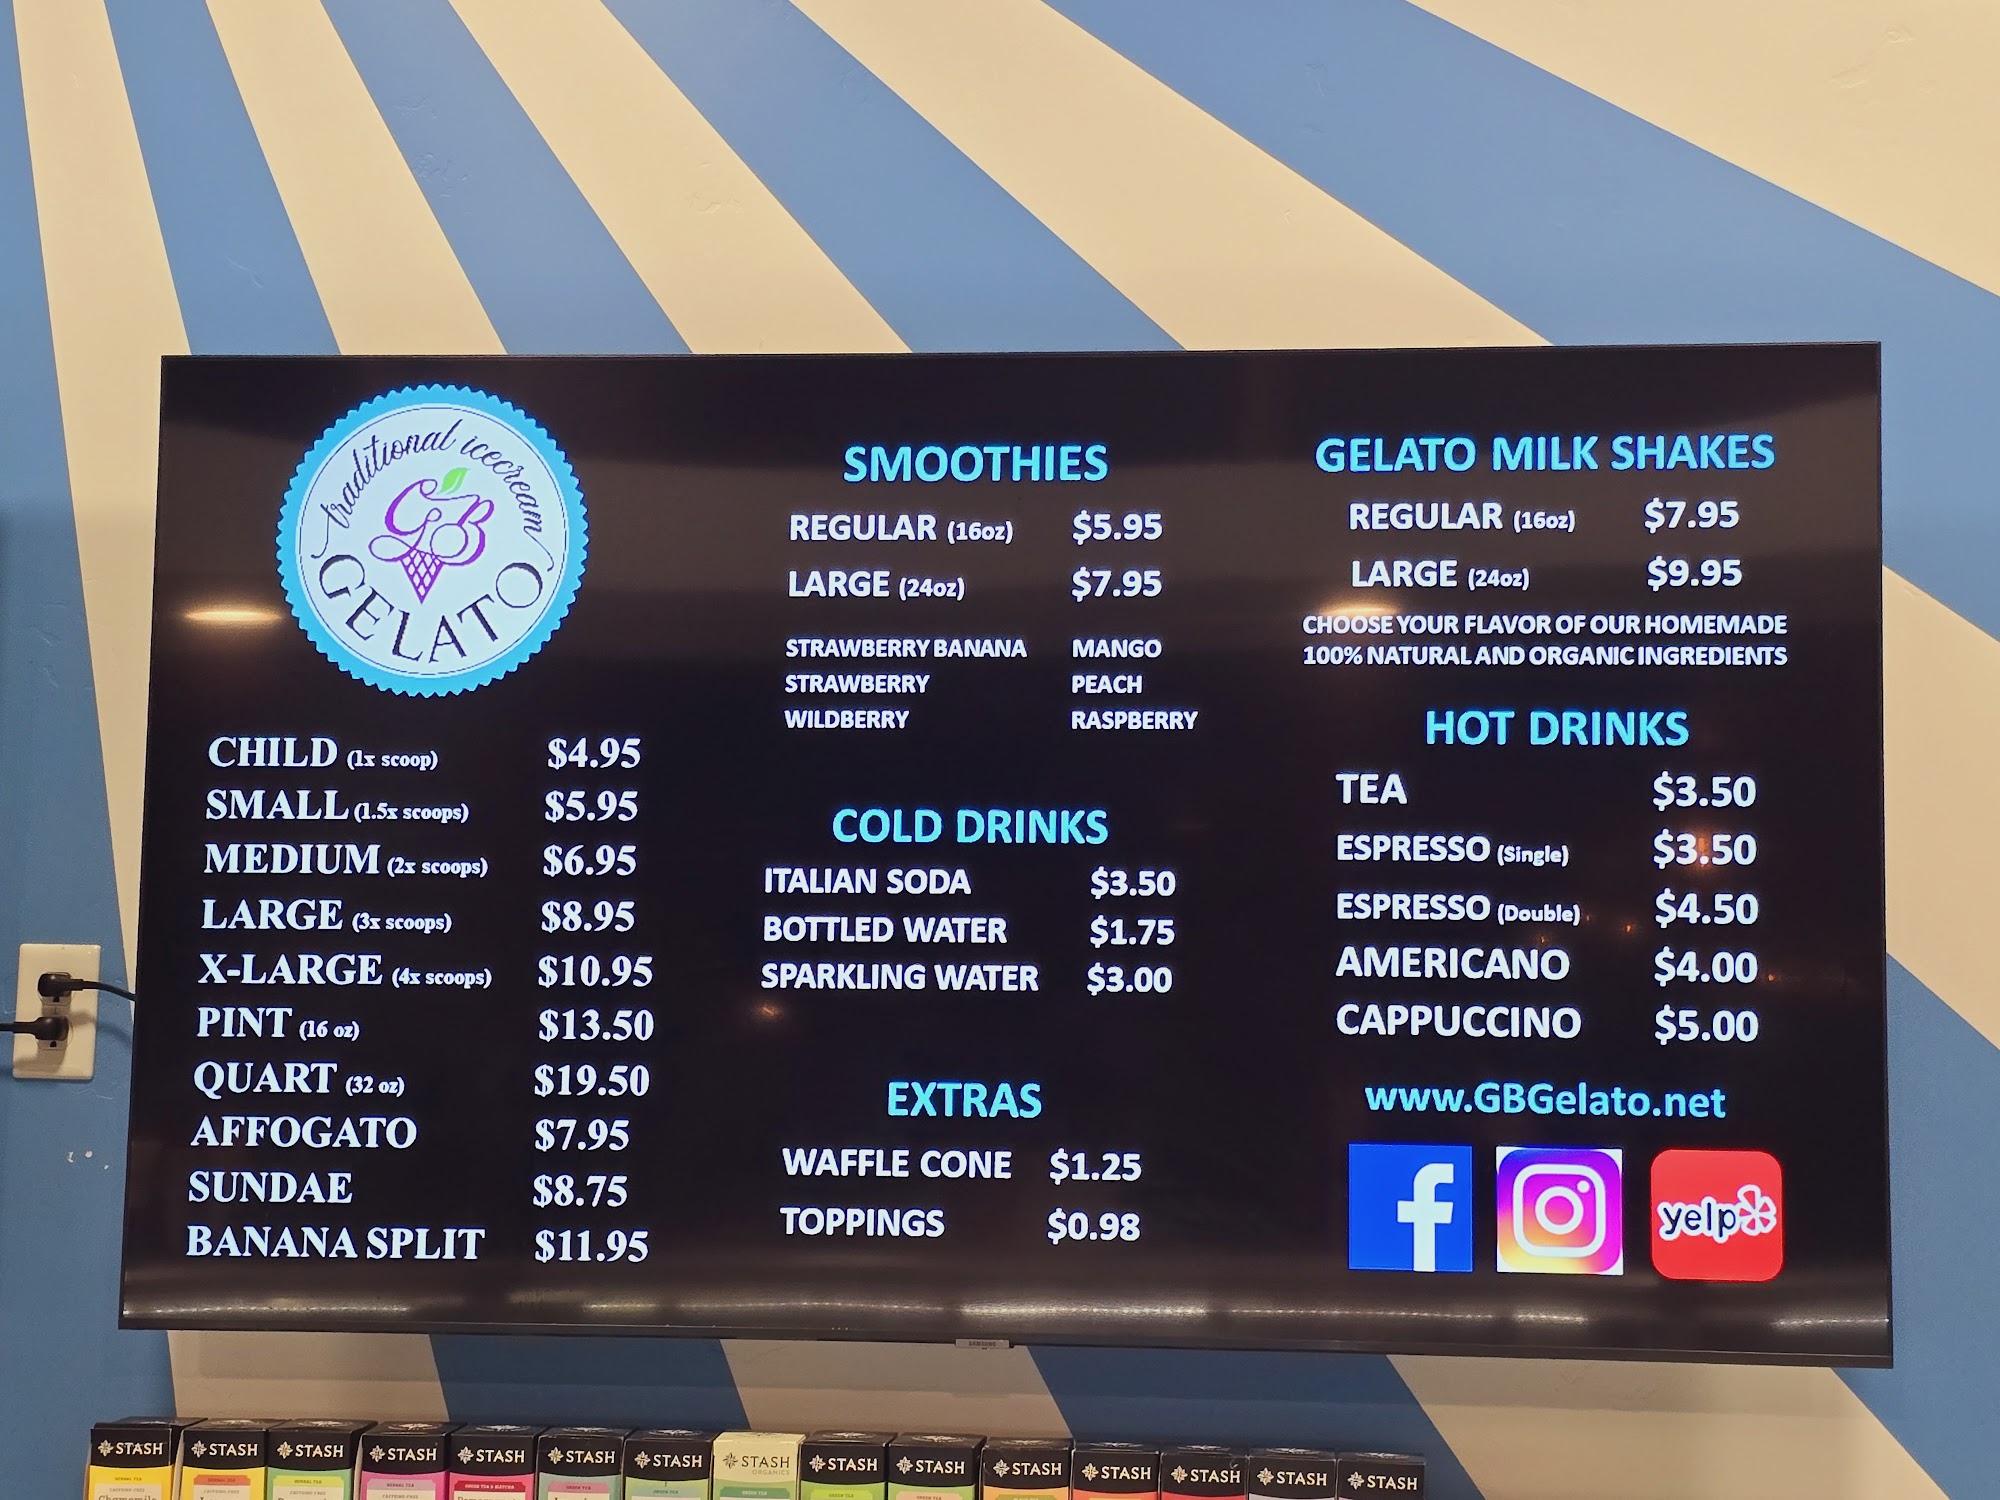 traditional icecream
GB
GELATO
CHILD (1x scoop) $4.95
SMALL (1.5x scoops) $5.95
MEDIUM (2x scoops) $6.95
LARGE (3x scoops) $8.95
X-LARGE (4x scoops) $10.95
PINT (16 oz) $13.50
QUART (32 oz) $19.50
AFFOGATO $7.95
SUNDAE $8.75
BANANA SPLIT $11.95
SMOOTHIES
REGULAR (16oz) $5.95
LARGE (24oz) $7.95
STRAWBERRY BANANA MANGO
STRAWBERRY PEACH
WILDBERRY RASPBERRY
COLD DRINKS
ITALIAN SODA $3.50
BOTTLED WATER $1.75
SPARKLING WATER $3.00
EXTRAS
WAFFLE CONE $1.25
TOPPINGS $0.98
GELATO MILK SHAKES
REGULAR (16oz) $7.95
LARGE (24oz) $9.95
CHOOSE YOUR FLAVOR OF OUR HOMEMADE
100% NATURAL AND ORGANIC INGREDIENTS
HOT DRINKS
TEA $3.50
ESPRESSO (Single) $3.50
ESPRESSO (Double) $4.50
AMERICANO $4.00
CAPPUCCINO $5.00
www.GBGelato.net
f
yelp
SAMSUNG
STASH STASH STASH STASH STASH STASH STASH STASH STASH STASH STASH STASH STASH STASH STASH
ORGANICS